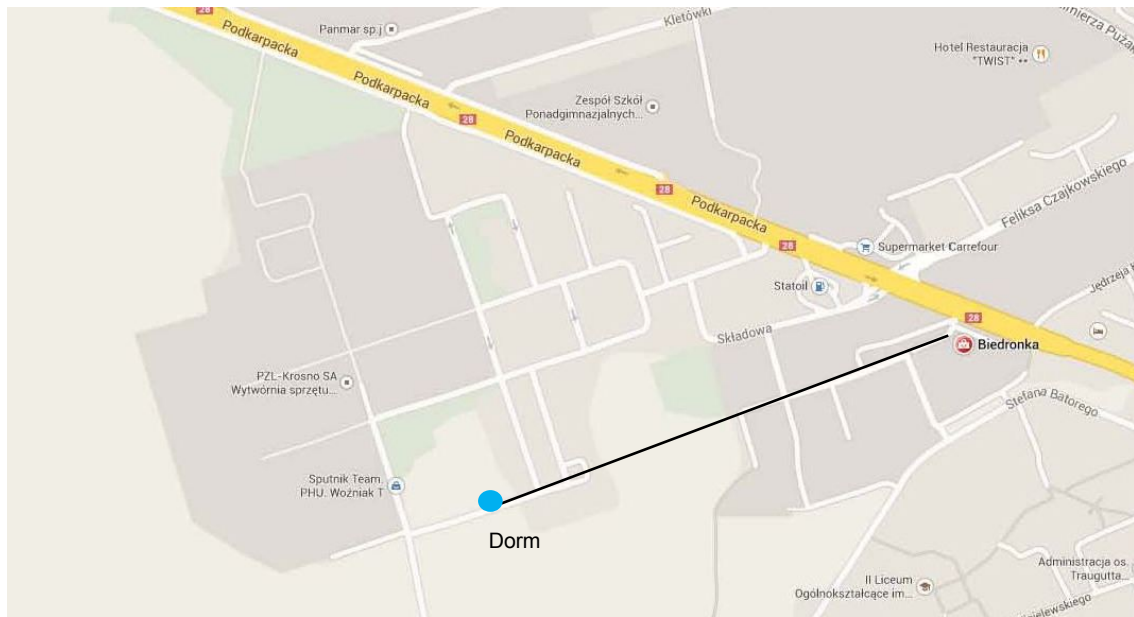 Podkarpacka
Panmar sp.j
Kletówki
Podkarpacka
28
Hotel Restauracja
"TWIST"
Zespół Szkół
Ponadgimnazjalnych...
28
Podkarpacka
28
Podkarpacka
28
Feliksa Czajkowskiego
Supermarket Carrefour
Statoil
28
Składowa
Biedronka
PZL-Krosno SA
Wytwórnia sprzętu...
Stefana Batorego
Sputnik Team.
PHU. Woźniak T
Dorm
II Liceum
Ogólnokształcące im...
Administracja os.
Traugutta...